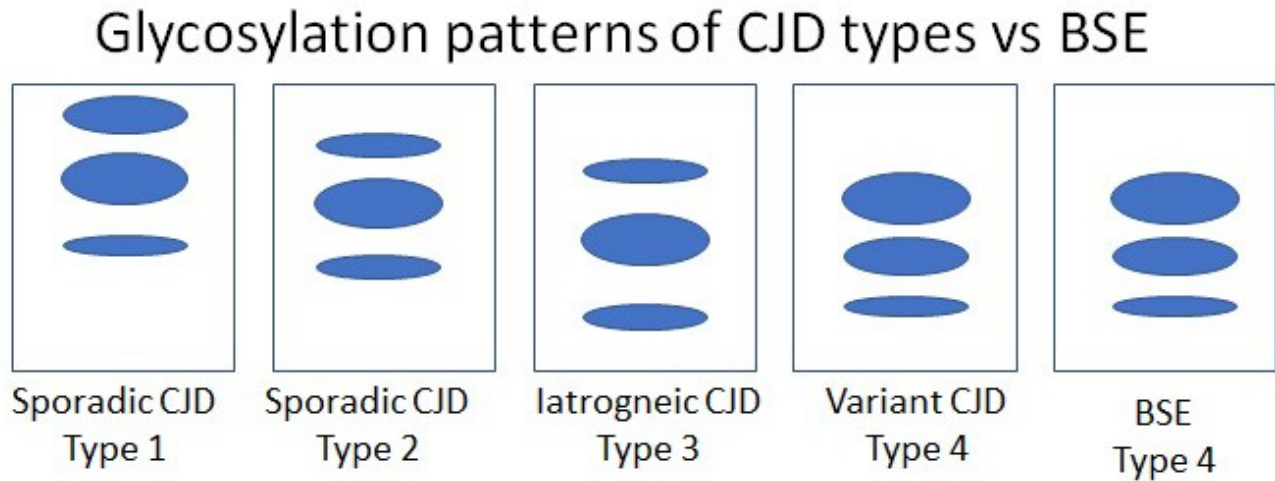 Glycosylation patterns of CJD types vs BSE
Sporadic CJD
Type 1
Sporadic CJD
Type 2
Iatrogneic CJD
Type 3
Variant CJD
Type 4
BSE
Type 4